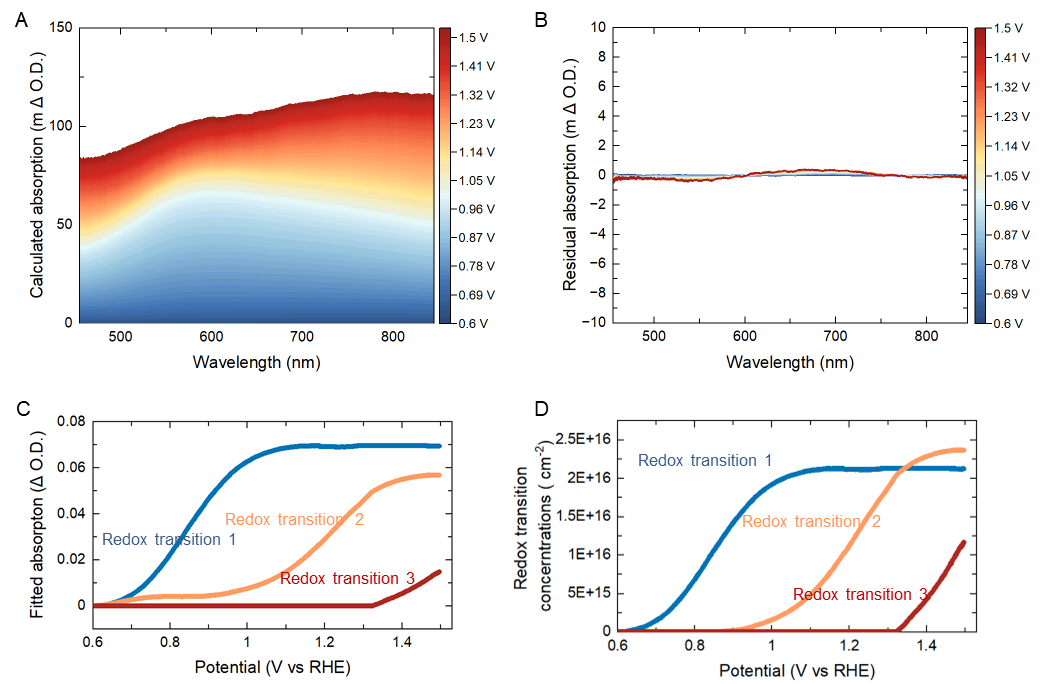 A
150
100
50
0
Calculated absorption (m Δ O.D.)
500
600
700
800
Wavelength (nm)
1.5 V
1.41 V
1.32 V
1.23 V
1.14 V
1.05 V
0.96 V
0.87 V
0.78 V
0.69 V
0.6 V
B
10
8
6
4
2
0
−2
−4
−6
−8
−10
Residual absorption (m Δ O.D.)
500
600
700
800
Wavelength (nm)
1.5 V
1.41 V
1.32 V
1.23 V
1.14 V
1.05 V
0.96 V
0.87 V
0.78 V
0.69 V
0.6 V
C
0.08
0.06
0.04
0.02
0
Fitted absorpton (Δ O.D.)
Redox transition 2
Redox transition 1
Redox transition 3
0.6
0.8
1
1.2
1.4
Potential (V vs RHE)
D
2.5E+16
2E+16
1.5E+16
1E+16
5E+15
0
Redox transition
concentrations ( cm⁻²)
Redox transition 1
Redox transition 2
Redox transition 3
0.6
0.8
1
1.2
1.4
Potential (V vs RHE)